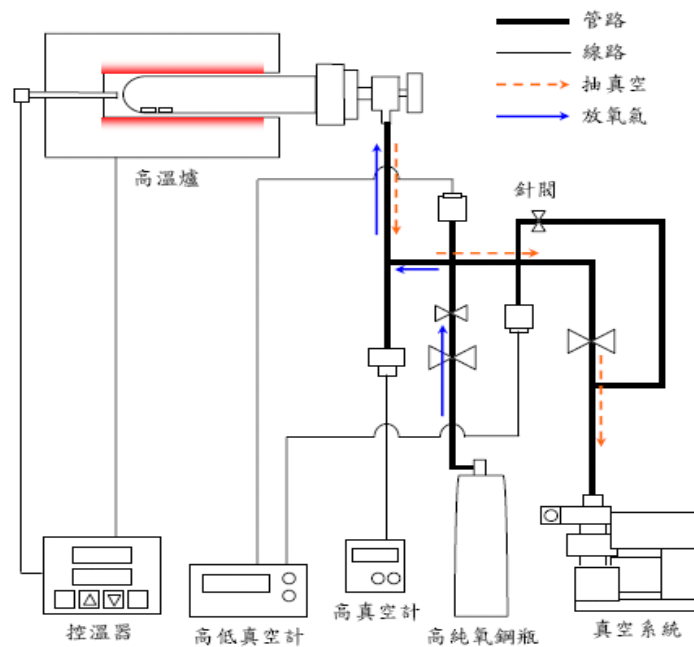 管路
線路
抽真空
放氧氣
高溫爐
針閥
控溫器
高低真空計
高真空計
高純氧鋼瓶
真空系統